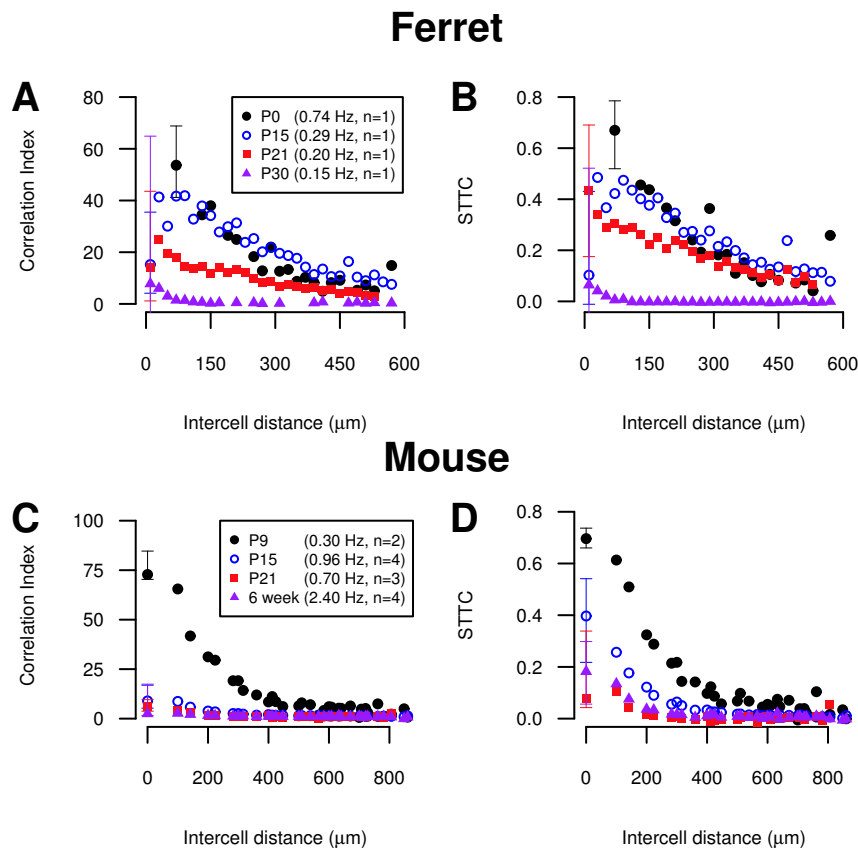 Ferret
A
B
Correlation Index
80
60
40
20
0
P0 (0.74 Hz, n=1)
P15 (0.29 Hz, n=1)
P21 (0.20 Hz, n=1)
P30 (0.15 Hz, n=1)
0 150 300 450 600
Intercell distance (μm)
STTC
0.8
0.6
0.4
0.2
0.0
0 150 300 450 600
Intercell distance (μm)
Mouse
C
D
Correlation Index
100
75
50
25
0
P9 (0.30 Hz, n=2)
P15 (0.96 Hz, n=4)
P21 (0.70 Hz, n=3)
6 week (2.40 Hz, n=4)
0 200 400 600 800
Intercell distance (μm)
STTC
0.8
0.6
0.4
0.2
0.0
0 200 400 600 800
Intercell distance (μm)